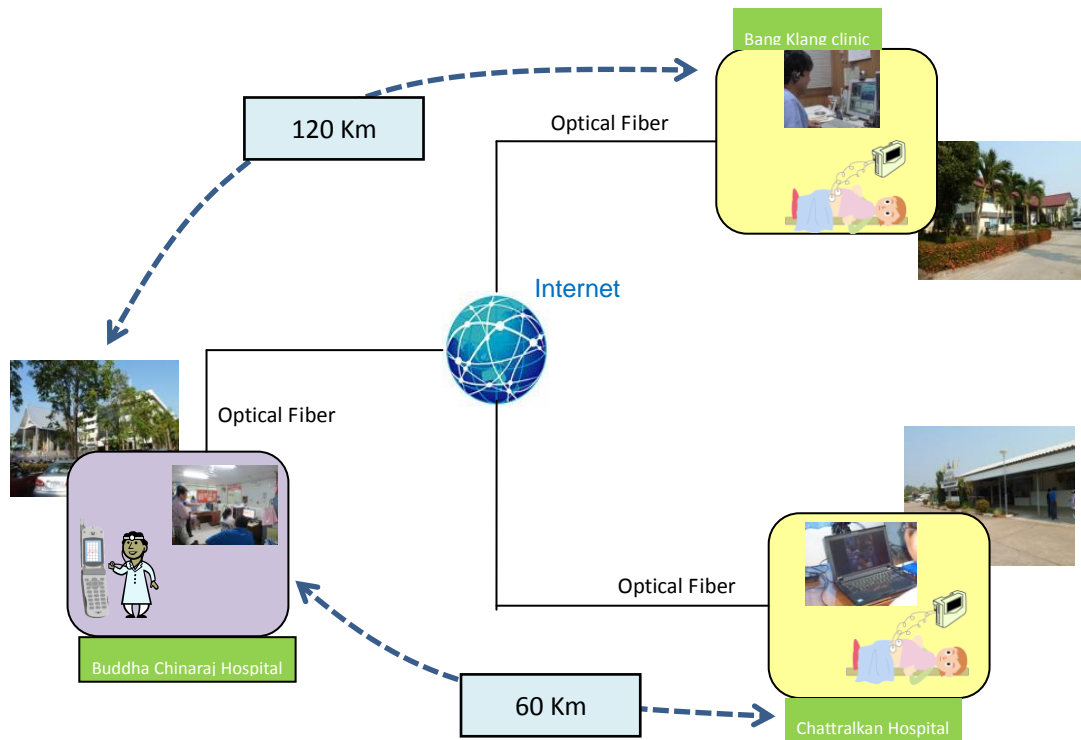 Bang Klang clinic
120 Km
Optical Fiber
Internet
Optical Fiber
Optical Fiber
Buddha Chinaraj Hospital
60 Km
Chattralkan Hospital